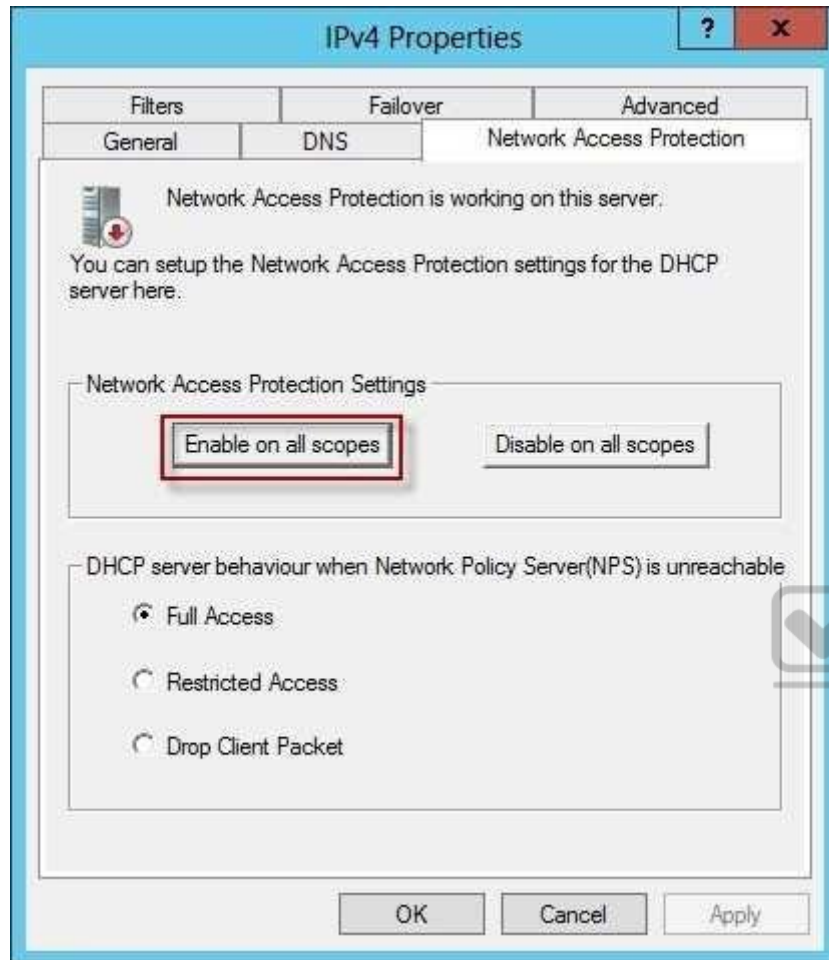 IPv4 Properties
?
x
Filters
Failover
Advanced
General
DNS
Network Access Protection
Network Access Protection is working on this server.
You can setup the Network Access Protection settings for the DHCP
server here.
Network Access Protection Settings
Enable on all scopes
Disable on all scopes
DHCP server behaviour when Network Policy Server(NPS) is unreachable
Full Access
Restricted Access
Drop Client Packet
OK
Cancel
Apply